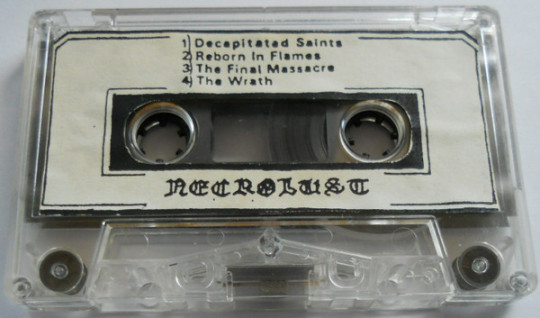 1) Decapitated Saints
2) Reborn In Flames
3) The Final Massacre
4) The Wrath
NECROLUST